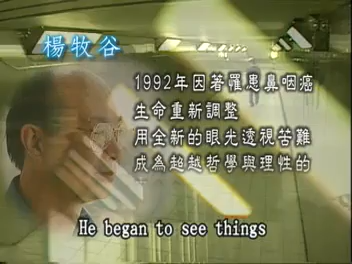 楊牧谷
1992年因著罹患鼻咽癌
生命重新調整
用全新的眼光透視苦難
成為超越哲學與理性的
He began to see things